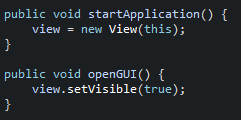 public void startApplication() {
view = new View(this);
}
public void openGUI() {
view.setVisible(true);
}